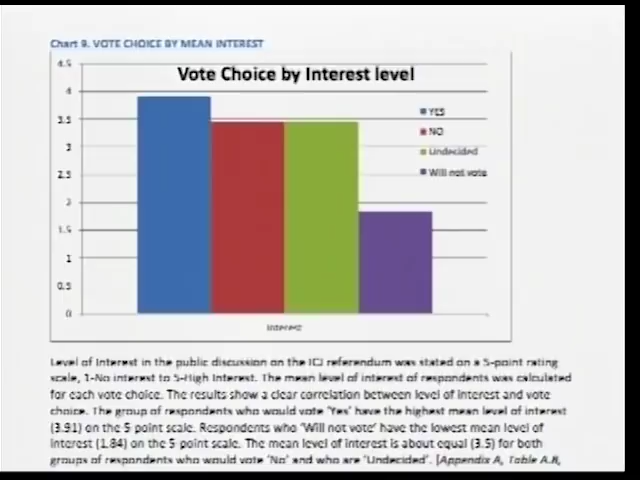 Chart 9. VOTE CHOICE BY MEAN INTEREST
Vote Choice by Interest level
4.5
4
3.5
3
2.5
2
1.5
1
0.5
0
YES
NO
Undecided
Will not vote
Interest
Level of Interest in the public discussion on the ICJ referendum was stated on a 5-point rating
scale, 1-No interest to 5-High Interest. The mean level of interest of respondents was calculated
for each vote choice. The results show a clear correlation between level of interest and vote
choice. The group of respondents who would vote 'Yes' have the highest mean level of interest
(3.91) on the 5 point scale. Respondents who 'Will not vote' have the lowest mean level of
interest (1.84) on the 5-point scale. The mean level of interest is about equal (3.5) for both
groups of respondents who would vote 'No' and who are 'Undecided'. [Appendix A, Table A.8,